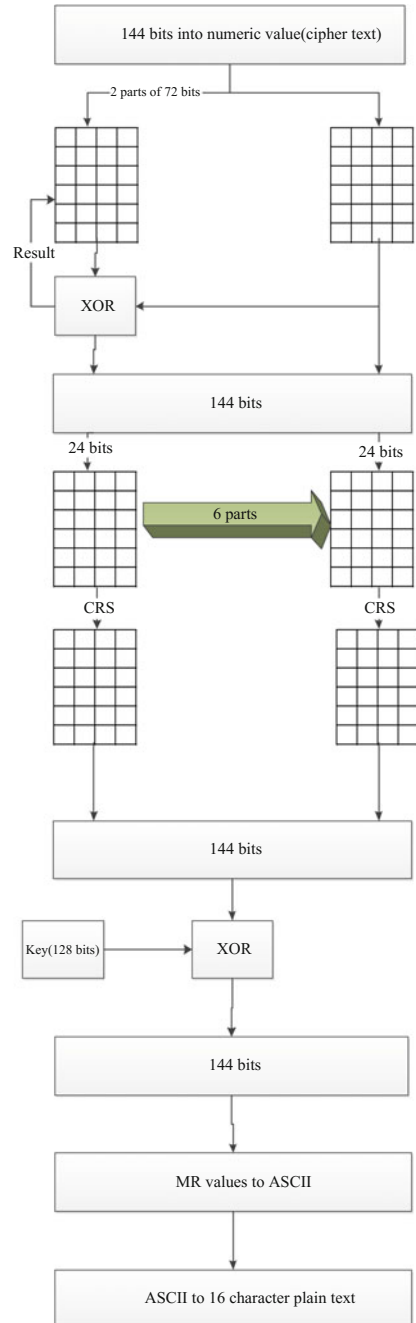 144 bits into numeric value(cipher text)
2 parts of 72 bits
Result
XOR
144 bits
24 bits
24 bits
6 parts
CRS
CRS
144 bits
Key(128 bits)
XOR
144 bits
MR values to ASCII
ASCII to 16 character plain text